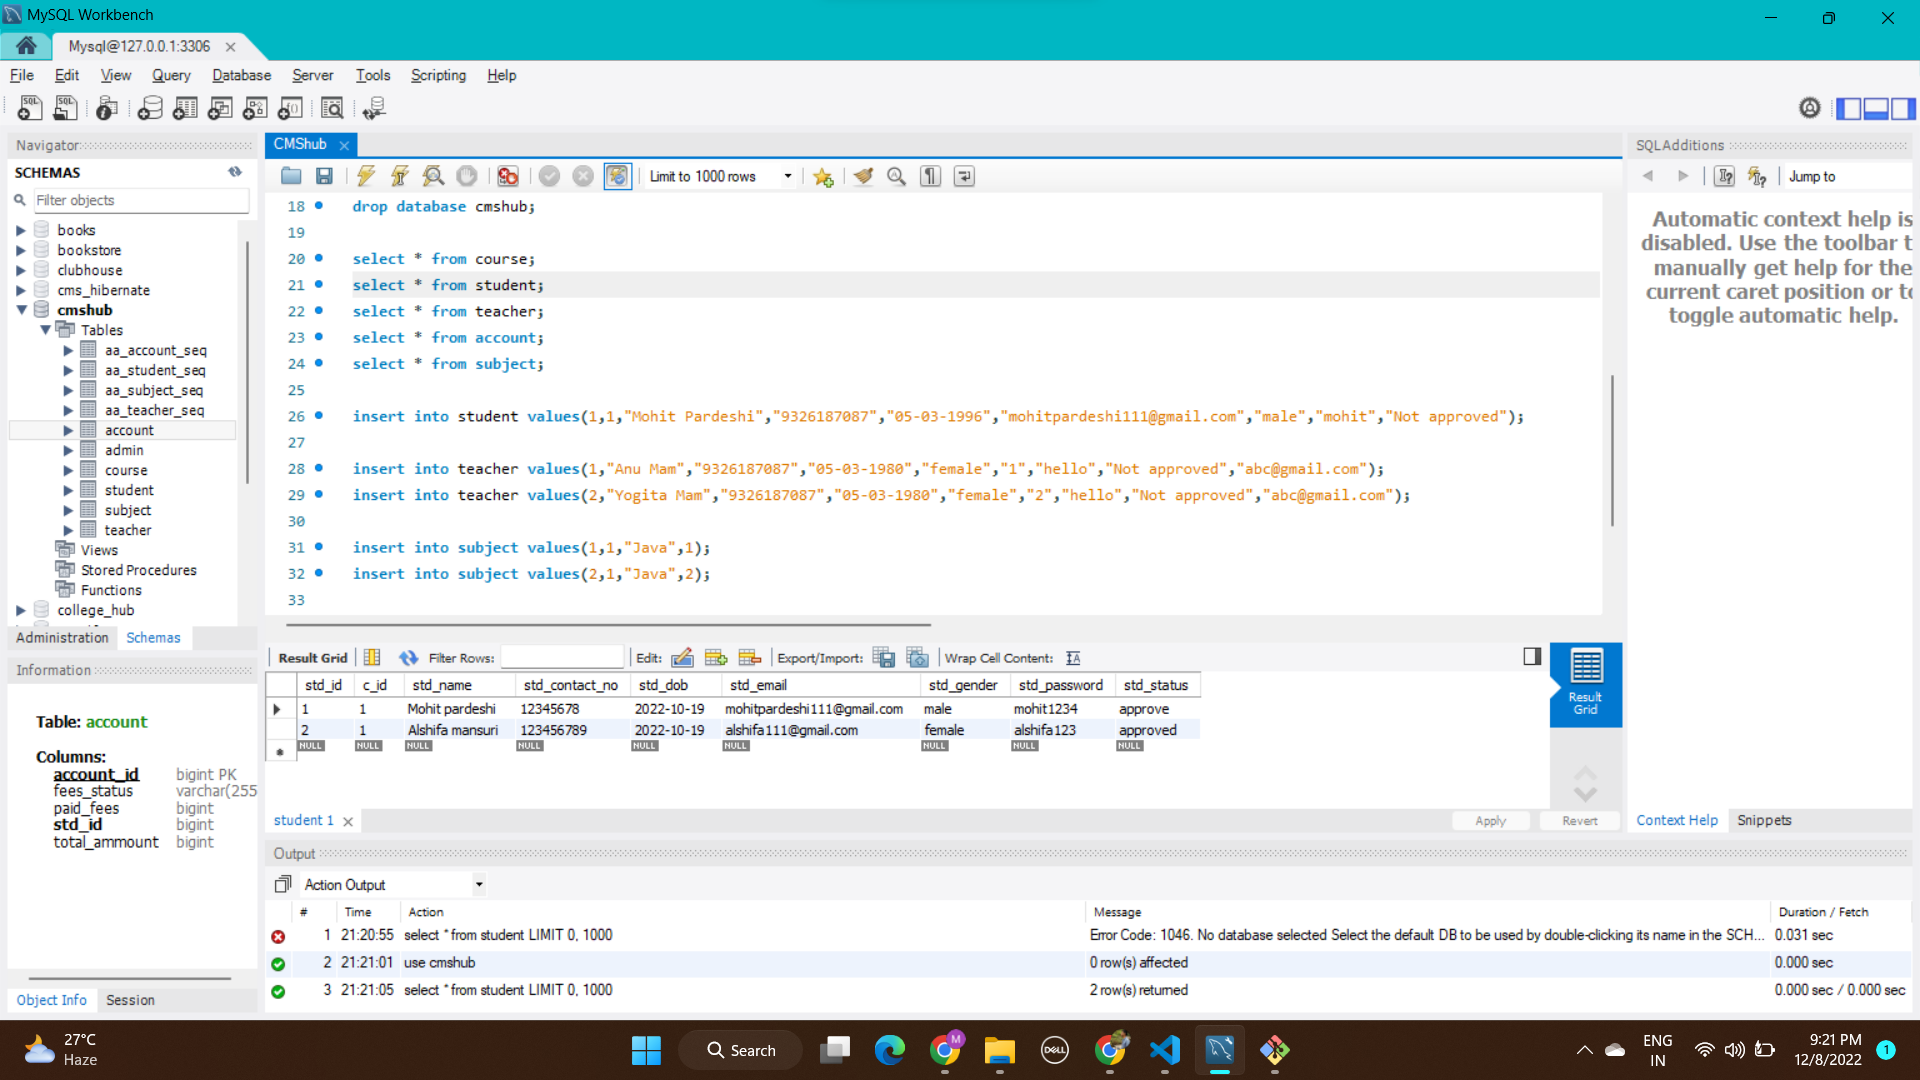 MySQL Workbench
Mysql@127.0.0.1:3306
File Edit View Query Database Server Tools Scripting Help
Navigator
SCHEMAS
Filter objects
books
bookstore
clubhouse
cms_hibernate
cmshub
Tables
aa_account_seq
aa_student_seq
aa_subject_seq
aa_teacher_seq
account
admin
course
student
subject
teacher
Views
Stored Procedures
Functions
college_hub
Administration Schemas
Information
Table: account
Columns:
account_id bigint PK
fees_status varchar(255
paid_fees bigint
std_id bigint
total_ammount bigint
Object Info Session
CMShub
Limit to 1000 rows
18 drop database cmshub;
19
20 select * from course;
21 select * from student;
22 select * from teacher;
23 select * from account;
24 select * from subject;
25
26 insert into student values(1,1,"Mohit Pardeshi","9326187087","05-03-1996","mohitpardeshi111@gmail.com","male","mohit","Not approved");
27
28 insert into teacher values(1,"Anu Mam","9326187087","05-03-1980","female","1","hello","Not approved","abc@gmail.com");
29 insert into teacher values(2,"Yogita Mam","9326187087","05-03-1980","female","2","hello","Not approved","abc@gmail.com");
30
31 insert into subject values(1,1,"Java",1);
32 insert into subject values(2,1,"Java",2);
33
Result Grid Filter Rows: Edit: Export/Import: Wrap Cell Content:
std_id c_id std_name std_contact_no std_dob std_email std_gender std_password std_status
1 1 Mohit pardeshi 12345678 2022-10-19 mohitpardeshi111@gmail.com male mohit1234 approve
2 1 Alshifa mansuri 123456789 2022-10-19 alshifa111@gmail.com female alshifa123 approved
NULL NULL NULL NULL NULL NULL NULL NULL NULL
Result
Grid
student 1
Apply Revert
SQLAdditions
Jump to
Automatic context help is
disabled. Use the toolbar t
manually get help for the
current caret position or to
toggle automatic help.
Context Help Snippets
Output
Action Output
# Time Action Message Duration / Fetch
1 21:20:55 select * from student LIMIT 0, 1000 Error Code: 1046. No database selected Select the default DB to be used by double-clicking its name in the SCH... 0.031 sec
2 21:21:01 use cmshub 0 row(s) affected 0.000 sec
3 21:21:05 select * from student LIMIT 0, 1000 2 row(s) returned 0.000 sec / 0.000 sec
27°C
Haze
Search
DELL
M
ENG
IN
9:21 PM
12/8/2022
1